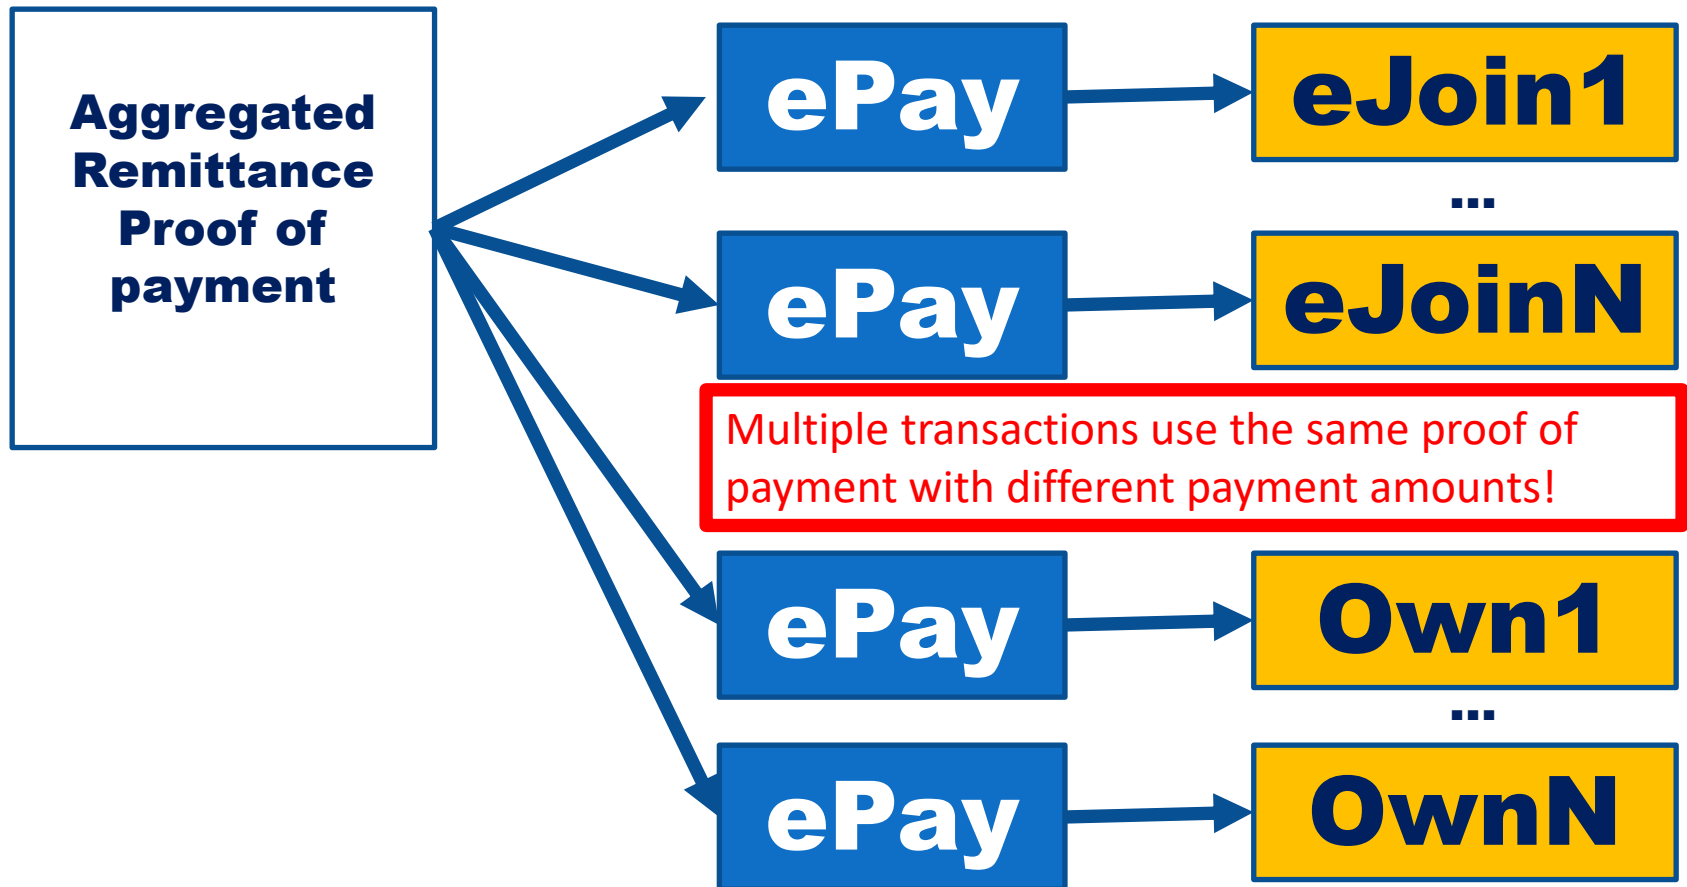 Aggregated
Remittance
Proof of
payment
ePay
eJoin1
...
ePay
eJoinN
Multiple transactions use the same proof of
payment with different payment amounts!
ePay
Own1
...
ePay
OwnN